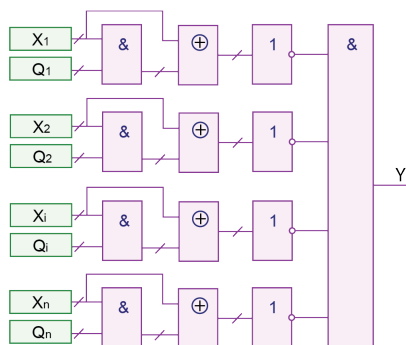 X1 & ⊕ 1 &
Q1
X2 & ⊕ 1
Q2
Y
Xi & ⊕ 1
Qi
Xn & ⊕ 1
Qn